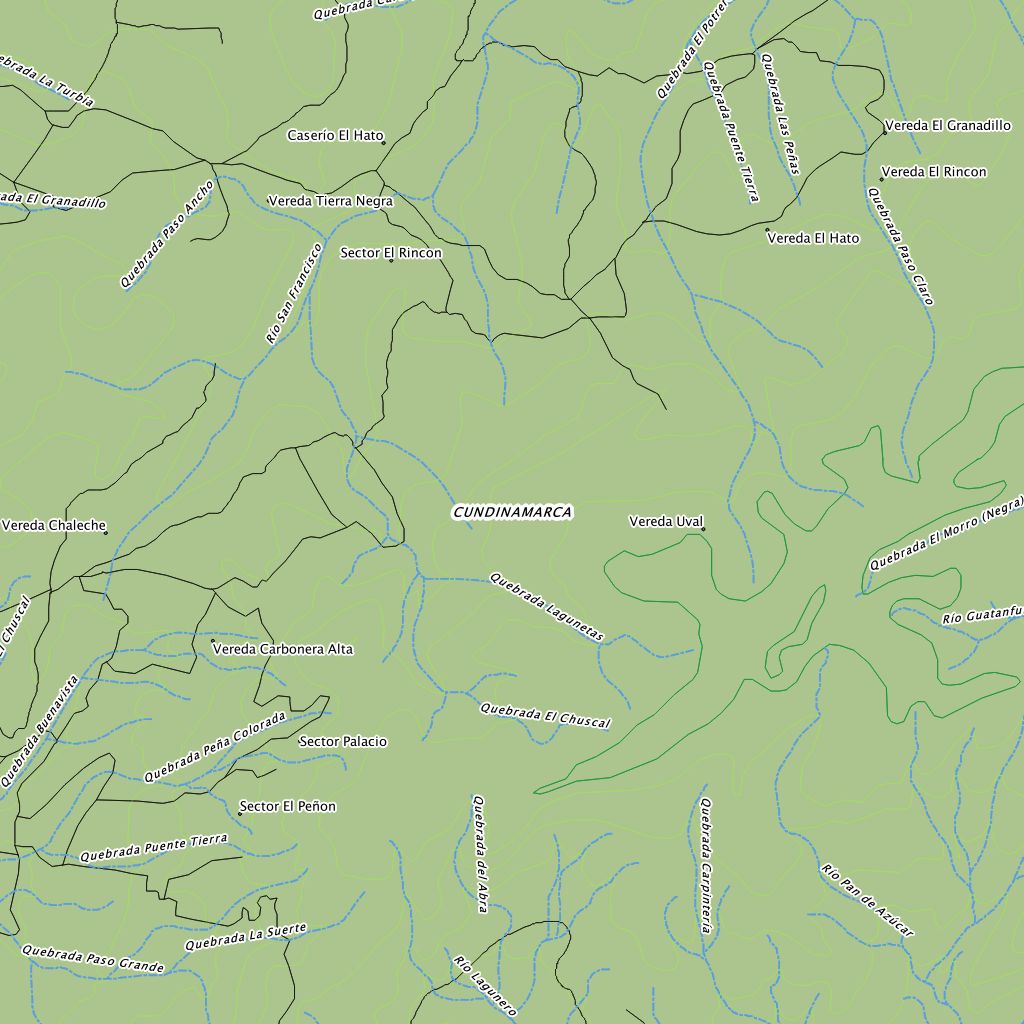 Quebrada La Turbia
Quebrada El Potrero
Quebrada Puente Tierra
Quebrada Las Peñas
Vereda El Granadillo
Caserío El Hato
Vereda El Rincon
El Granadillo
Quebrada Paso Ancho
Vereda Tierra Negra
Quebrada Paso Claro
Vereda El Hato
Sector El Rincon
Río San Francisco
CUNDINAMARCA
Vereda Uval
Vereda Chaleche
Quebrada El Morro (Negra)
Quebrada Lagunetas
El Chuscal
Río Guatanfu
Vereda Carbonera Alta
Quebrada Buenavista
Quebrada El Chuscal
Quebrada Peña Colorada
Sector Palacio
Sector El Peñon
Quebrada del Abra
Quebrada Carpintería
Quebrada Puente Tierra
Río Pan de Azúcar
Quebrada La Suerte
Quebrada Paso Grande
Río Lagunero